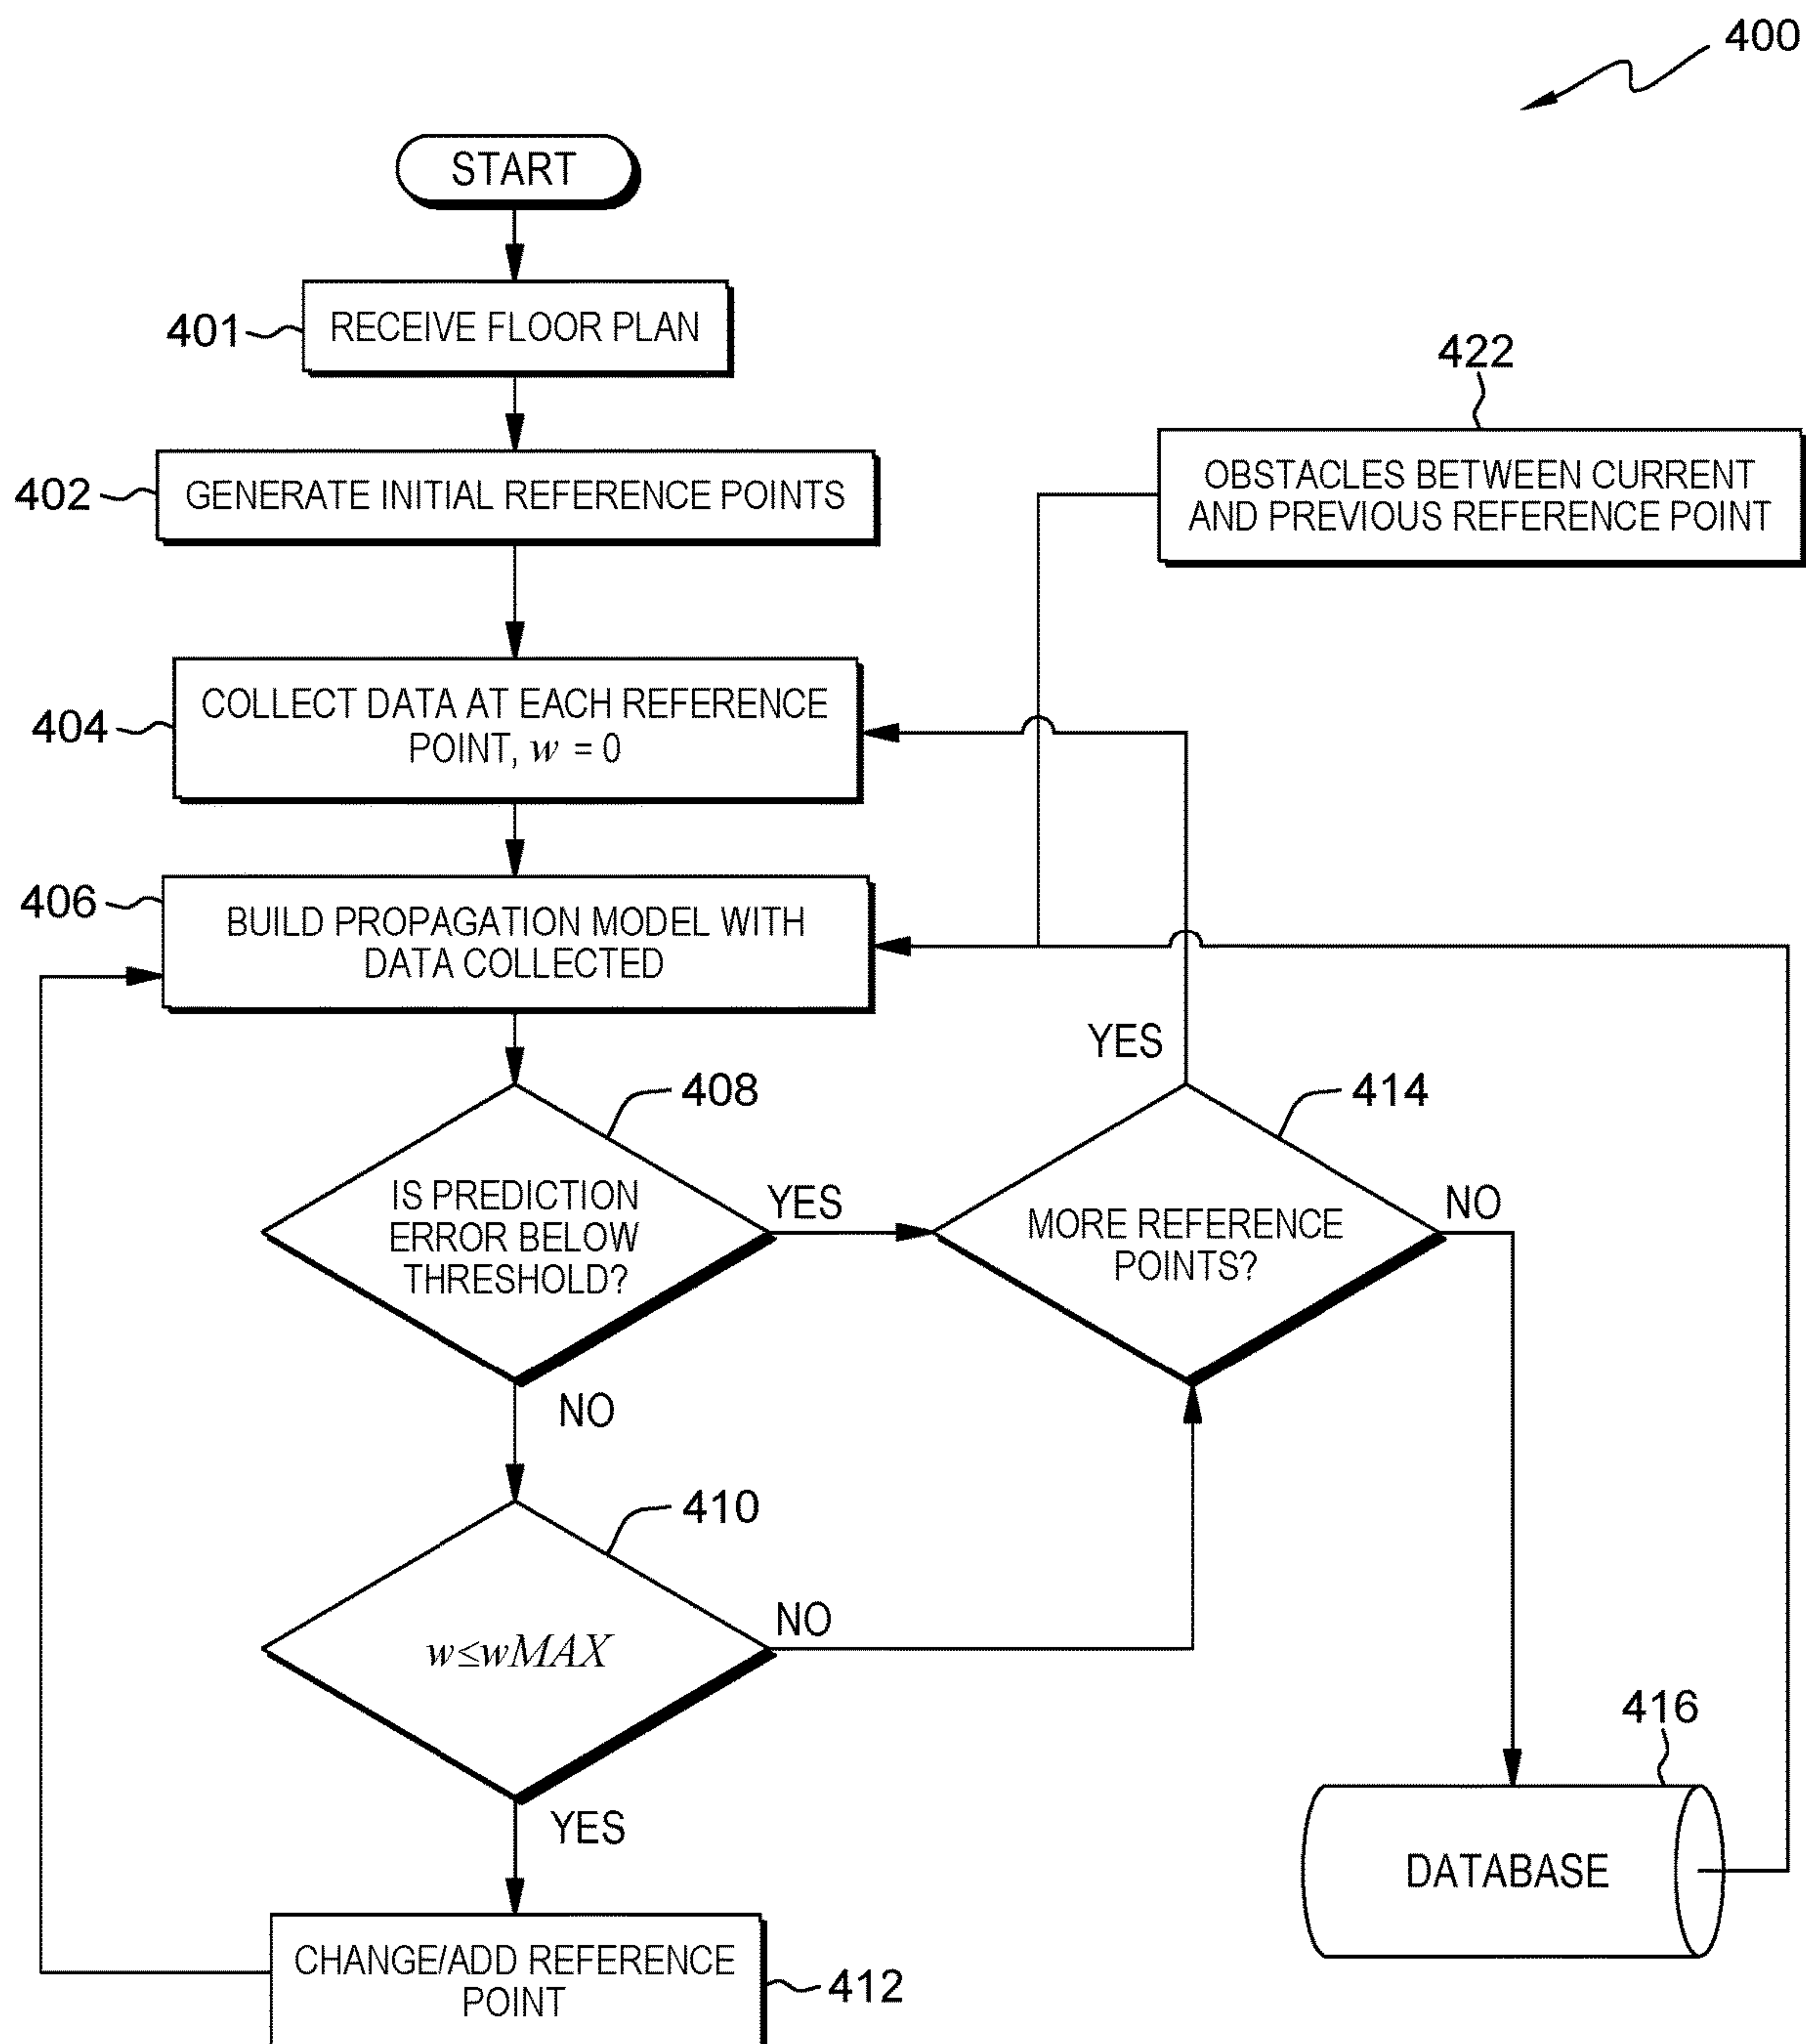 400
START
401
RECEIVE FLOOR PLAN
422
402
GENERATE INITIAL REFERENCE POINTS
OBSTACLES BETWEEN CURRENT
AND PREVIOUS REFERENCE POINT
404
COLLECT DATA AT EACH REFERENCE
POINT, w = 0
406
BUILD PROPAGATION MODEL WITH
DATA COLLECTED
YES
408
414
IS PREDICTION
ERROR BELOW
THRESHOLD?
YES
MORE REFERENCE
POINTS?
NO
NO
410
w≤wMAX
NO
416
YES
DATABASE
CHANGE/ADD REFERENCE
POINT
412